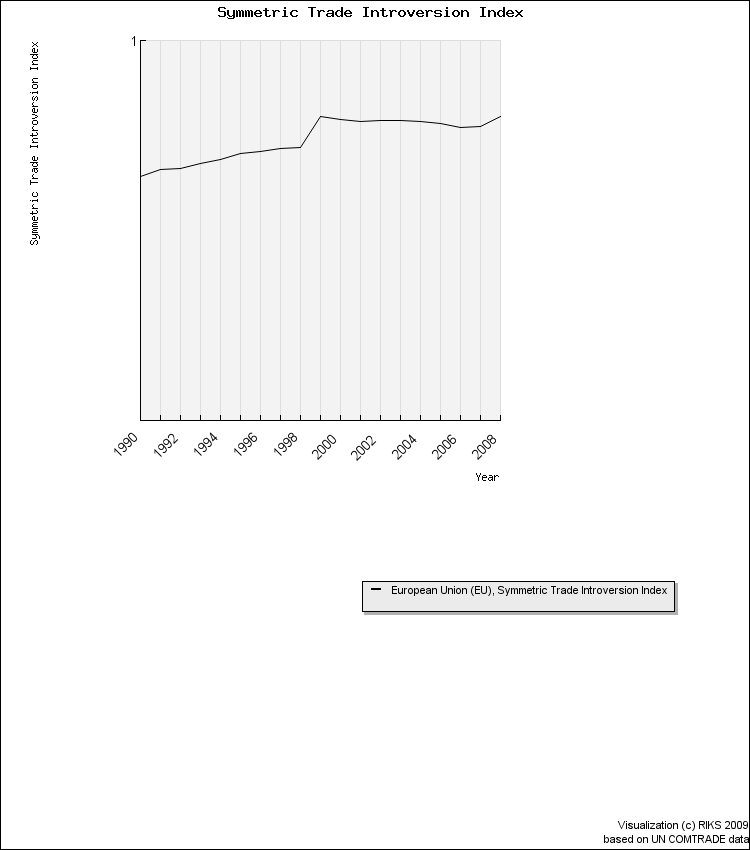 Symmetric Trade Introversion Index
Symmetric Trade Introversion Index
1
1990 1992 1994 1996 1998 2000 2002 2004 2006 2008
Year
European Union (EU), Symmetric Trade Introversion Index
Visualization (c) RIKS 2009
based on UN COMTRADE data